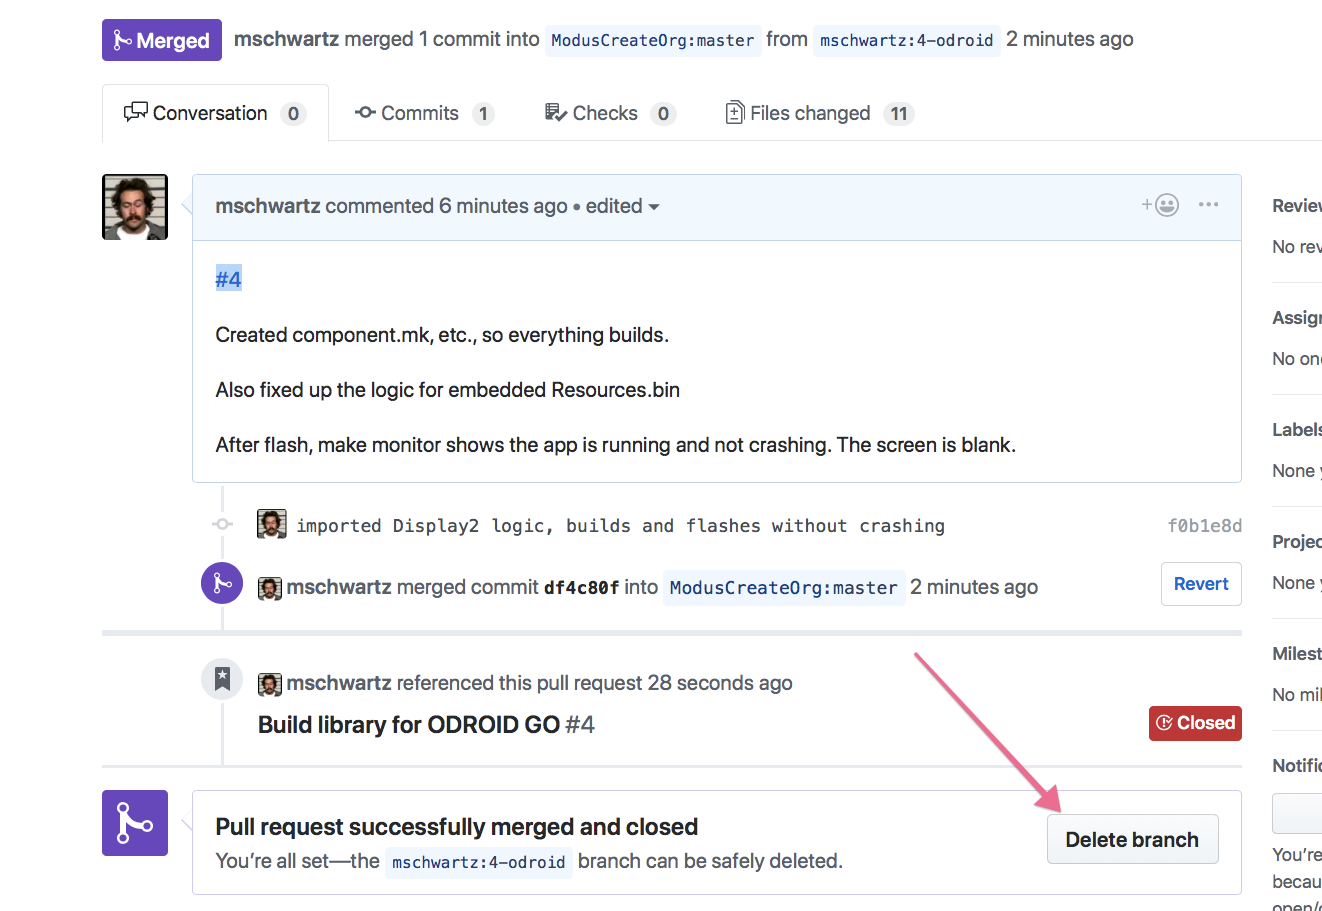 Merged mschwartz merged 1 commit into ModusCreateOrg:master from mschwartz:4-odroid 2 minutes ago
Conversation 0 Commits 1 Checks 0 Files changed 11
mschwartz commented 6 minutes ago • edited
#4
Created component.mk, etc., so everything builds.
Also fixed up the logic for embedded Resources.bin
After flash, make monitor shows the app is running and not crashing. The screen is blank.
imported Display2 logic, builds and flashes without crashing f0b1e8d
mschwartz merged commit df4c80f into ModusCreateOrg:master 2 minutes ago Revert
mschwartz referenced this pull request 28 seconds ago
Build library for ODROID GO #4 Closed
Pull request successfully merged and closed
You’re all set—the mschwartz:4-odroid branch can be safely deleted.
Delete branch
Review
No rev
Assign
No one
Labels
None y
Projec
None y
Milest
No mil
Notific
You’re
becau